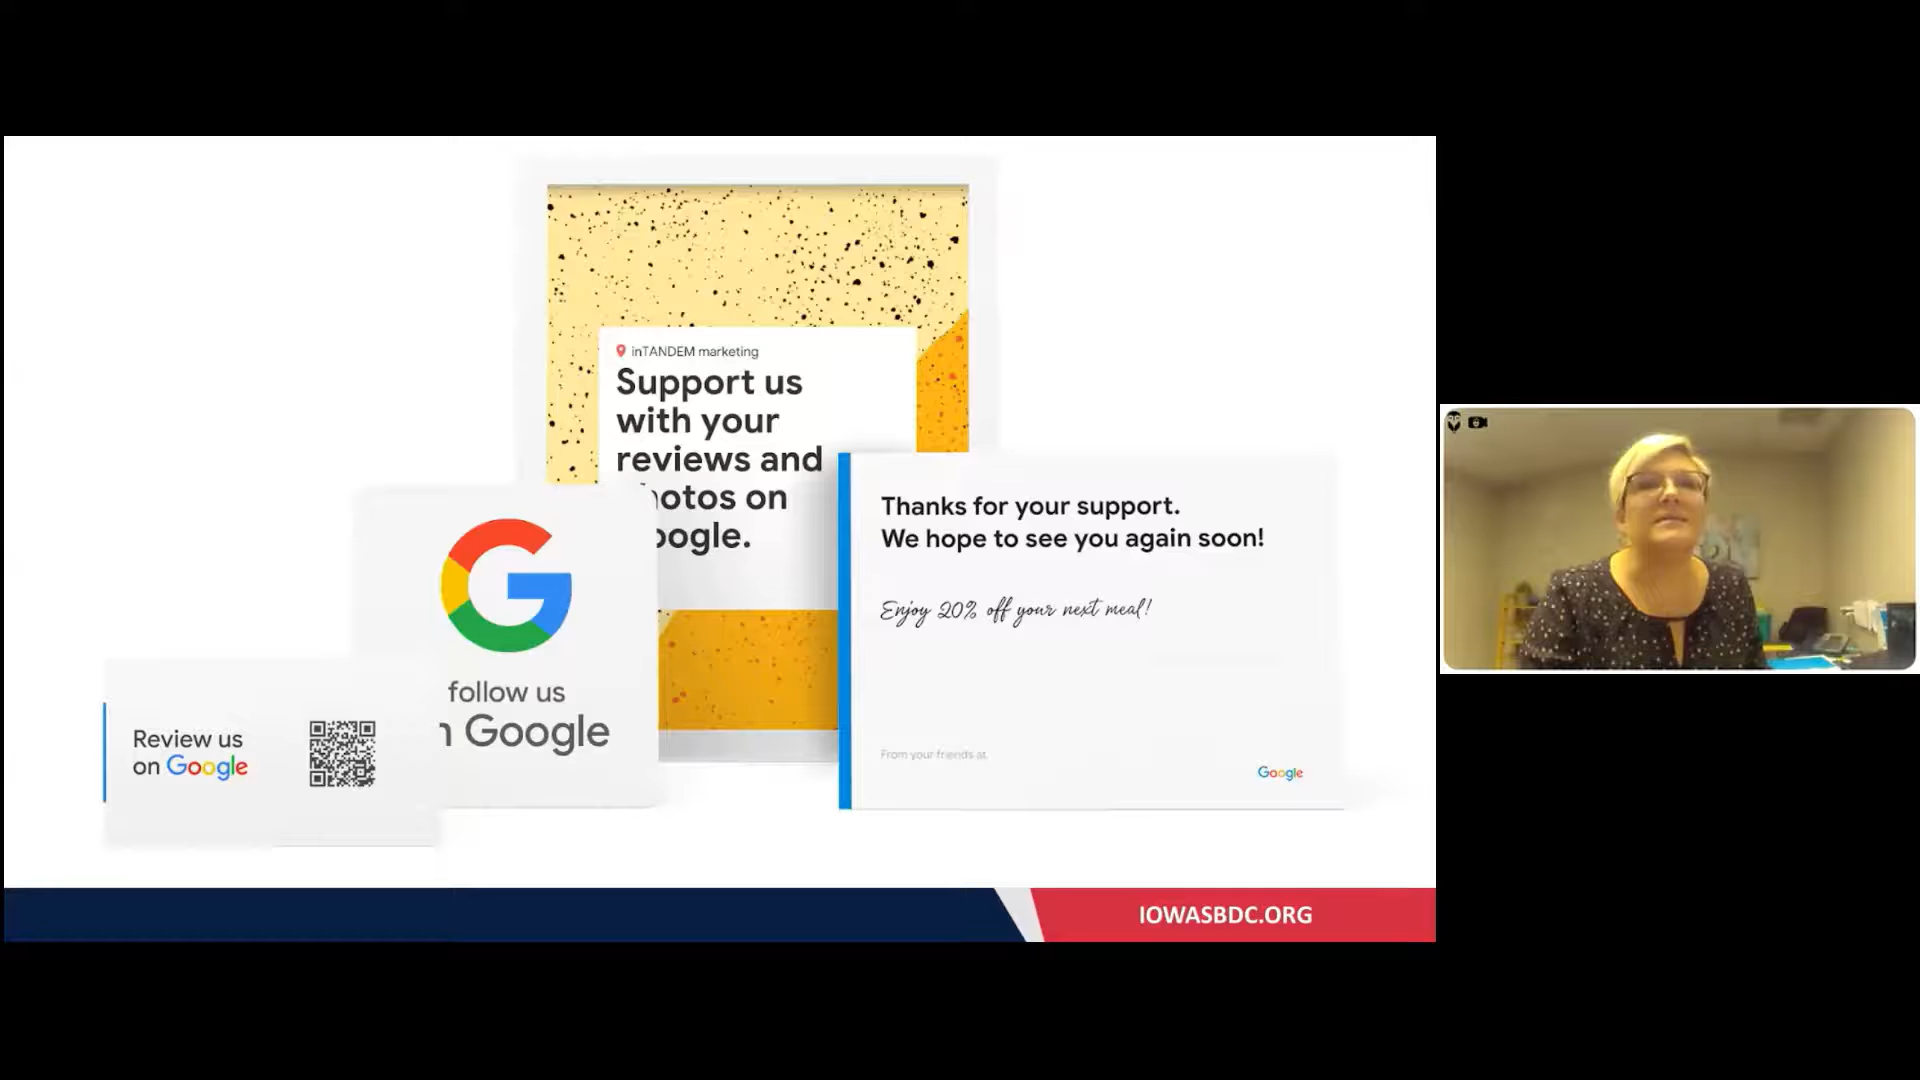 inTANDEM marketing
Support us
with your
reviews and
hotos on
oogle.
Thanks for your support.
We hope to see you again soon!
Enjoy 20% off your next meal!
From your friends at
Google
follow us
n Google
Review us
on Google
IOWASBDC.ORG